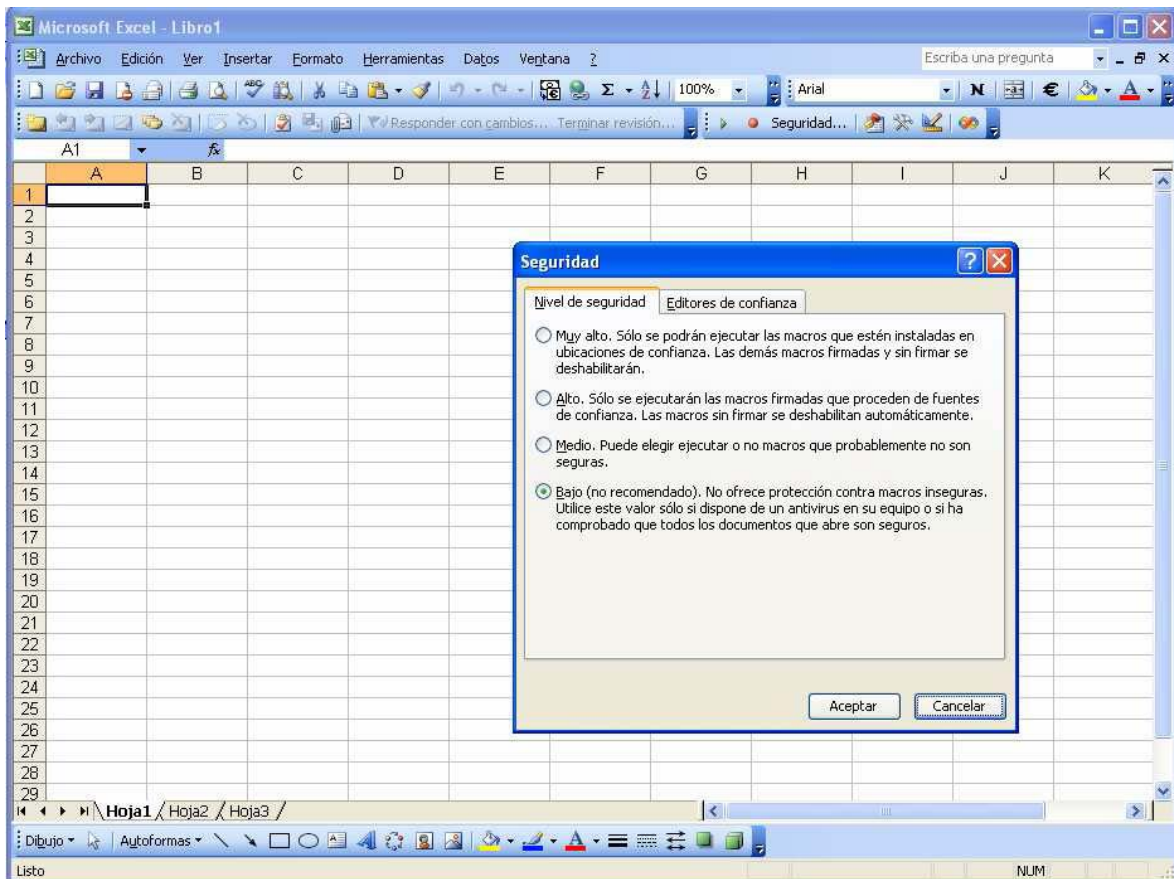 Microsoft Excel - Libro1
Archivo Edición Ver Insertar Formato Herramientas Datos Ventana ? Escriba una pregunta
100% Arial N €
Responder con cambios... Terminar revisión... Seguridad...
A1 fx
A B C D E F G H I J K
1
2
3
4
5
6
7
8
9
10
11
12
13
14
15
16
17
18
19
20
21
22
23
24
25
26
27
28
29
Seguridad
Nivel de seguridad Editores de confianza
Muy alto. Sólo se podrán ejecutar las macros que estén instaladas en
ubicaciones de confianza. Las demás macros firmadas y sin firmar se
deshabilitarán.
Alto. Sólo se ejecutarán las macros firmadas que proceden de fuentes
de confianza. Las macros sin firmar se deshabilitan automáticamente.
Medio. Puede elegir ejecutar o no macros que probablemente no son
seguras.
Bajo (no recomendado). No ofrece protección contra macros inseguras.
Utilice este valor sólo si dispone de un antivirus en su equipo o si ha
comprobado que todos los documentos que abre son seguros.
Aceptar Cancelar
Hoja1 Hoja2 Hoja3
Dibujo Autoformas
Listo NUM